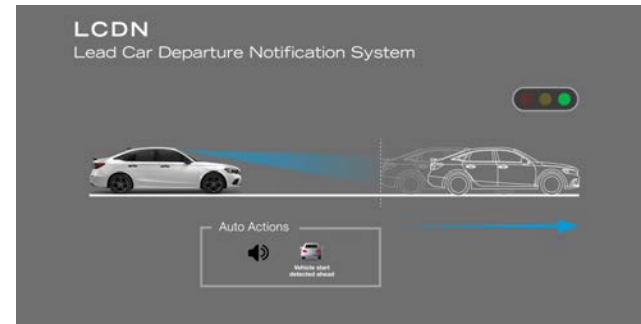 LCDN
Lead Car Departure Notification System
Auto Actions
Vehicle start
detected ahead